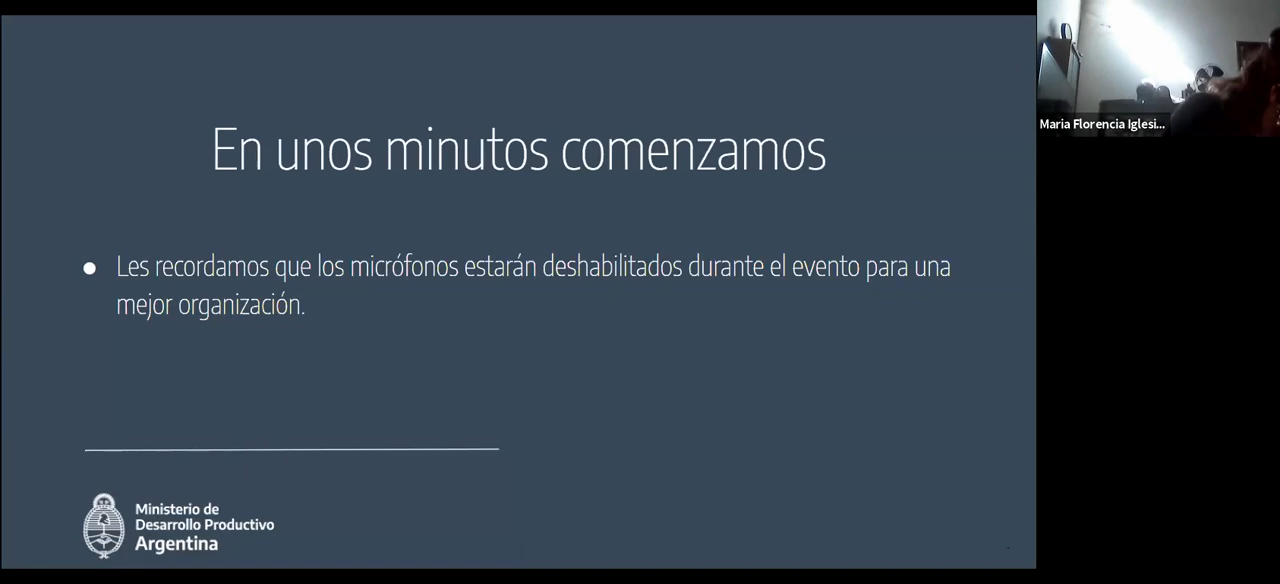 En unos minutos comenzamos
● Les recordamos que los micrófonos estarán deshabilitados durante el evento para una
mejor organización.
Ministerio de
Desarrollo Productivo
Argentina
Maria Florencia Iglesi...